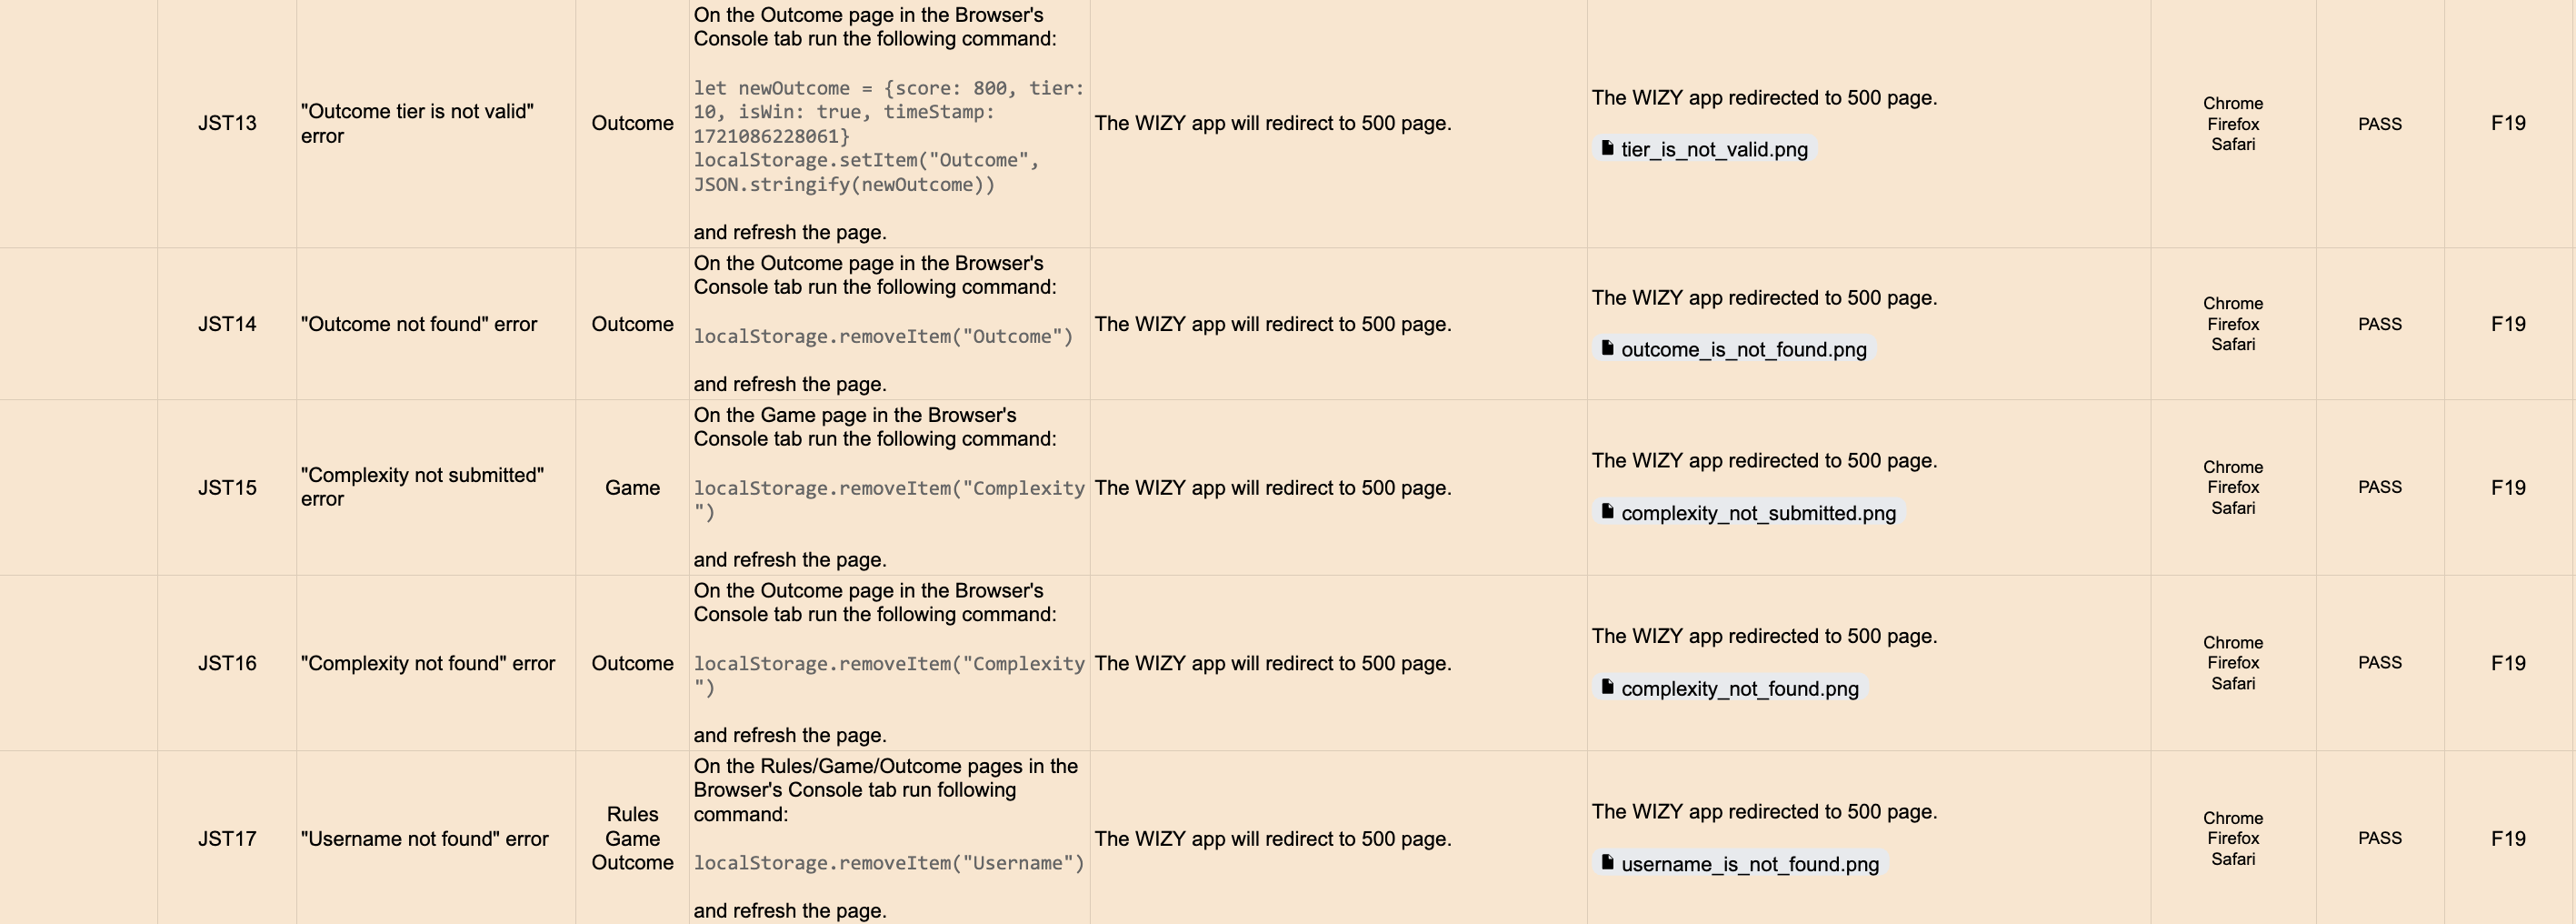 JST13
"Outcome tier is not valid"
error
Outcome
On the Outcome page in the Browser's
Console tab run the following command:
let newOutcome = {score: 800, tier:
10, isWin: true, timeStamp:
1721086228061}
localStorage.setItem("Outcome",
JSON.stringify(newOutcome))
and refresh the page.
The WIZY app will redirect to 500 page.
The WIZY app redirected to 500 page.
tier_is_not_valid.png
Chrome
Firefox
Safari
PASS
F19
JST14
"Outcome not found" error
Outcome
On the Outcome page in the Browser's
Console tab run the following command:
localStorage.removeItem("Outcome")
and refresh the page.
The WIZY app will redirect to 500 page.
The WIZY app redirected to 500 page.
outcome_is_not_found.png
Chrome
Firefox
Safari
PASS
F19
JST15
"Complexity not submitted"
error
Game
On the Game page in the Browser's
Console tab run the following command:
localStorage.removeItem("Complexity
")
and refresh the page.
The WIZY app will redirect to 500 page.
The WIZY app redirected to 500 page.
complexity_not_submitted.png
Chrome
Firefox
Safari
PASS
F19
JST16
"Complexity not found" error
Outcome
On the Outcome page in the Browser's
Console tab run the following command:
localStorage.removeItem("Complexity
")
and refresh the page.
The WIZY app will redirect to 500 page.
The WIZY app redirected to 500 page.
complexity_not_found.png
Chrome
Firefox
Safari
PASS
F19
JST17
"Username not found" error
Rules
Game
Outcome
On the Rules/Game/Outcome pages in the
Browser's Console tab run following
command:
localStorage.removeItem("Username")
and refresh the page.
The WIZY app will redirect to 500 page.
The WIZY app redirected to 500 page.
username_is_not_found.png
Chrome
Firefox
Safari
PASS
F19